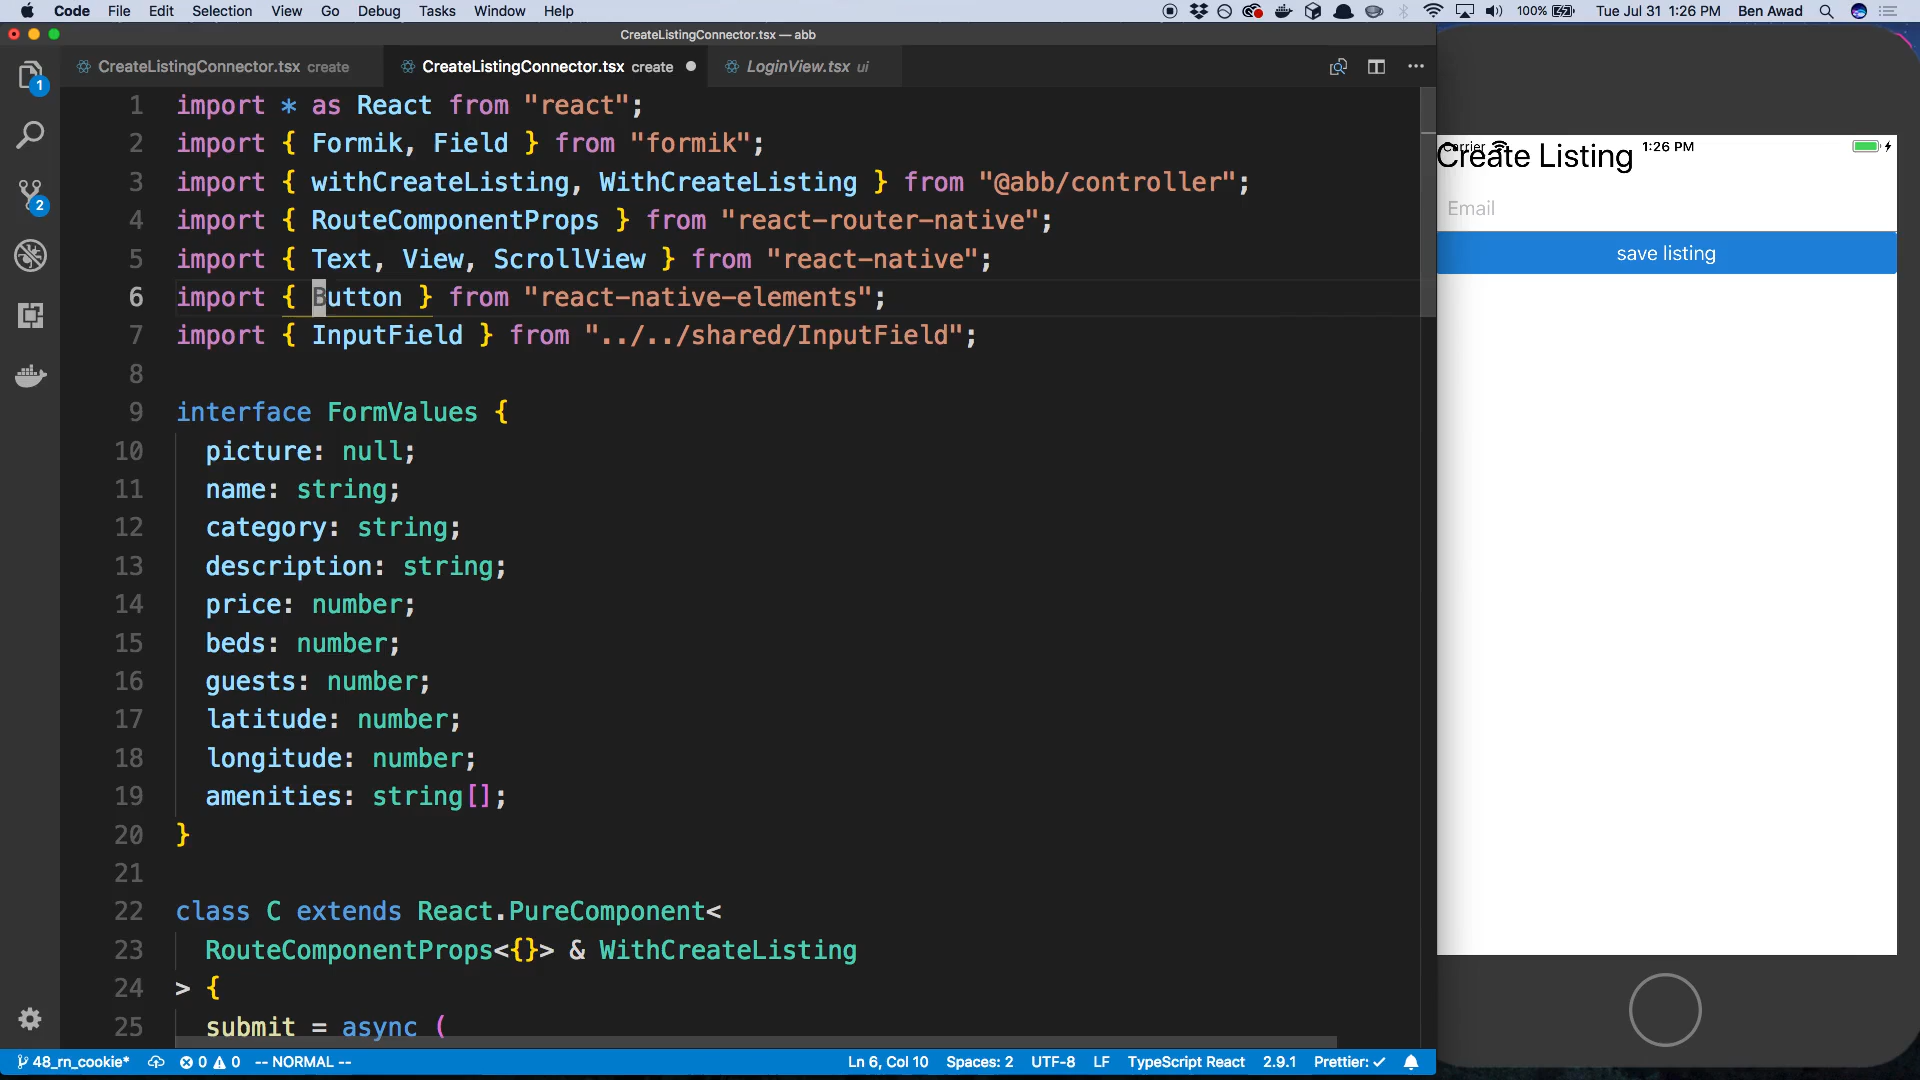 Code File Edit Selection View Go Debug Tasks Window Help 100% Tue Jul 31 1:26 PM Ben Awad
CreateListingConnector.tsx — abb
CreateListingConnector.tsx create CreateListingConnector.tsx create LoginView.tsx ui
1
2
1 import * as React from "react";
2 import { Formik, Field } from "formik";
3 import { withCreateListing, WithCreateListing } from "@abb/controller";
4 import { RouteComponentProps } from "react-router-native";
5 import { Text, View, ScrollView } from "react-native";
6 import { Button } from "react-native-elements";
7 import { InputField } from "../../shared/InputField";
8
9 interface FormValues {
10 picture: null;
11 name: string;
12 category: string;
13 description: string;
14 price: number;
15 beds: number;
16 guests: number;
17 latitude: number;
18 longitude: number;
19 amenities: string[];
20 }
21
22 class C extends React.PureComponent<
23 RouteComponentProps<{}> & WithCreateListing
24 > {
25 submit = async (
48_rn_cookie* 0 0 -- NORMAL -- Ln 6, Col 10 Spaces: 2 UTF-8 LF TypeScript React 2.9.1 Prettier: ✓
Carrier 1:26 PM
Create Listing
Email
save listing